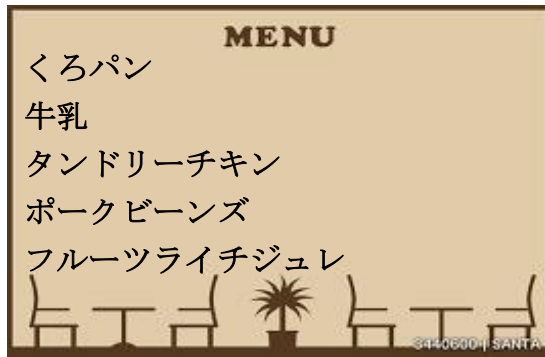 MENU
くろパン
牛乳
タンドリーチキン
ポークビーンズ
フルーツライチジュレ
3440600 | SANTA